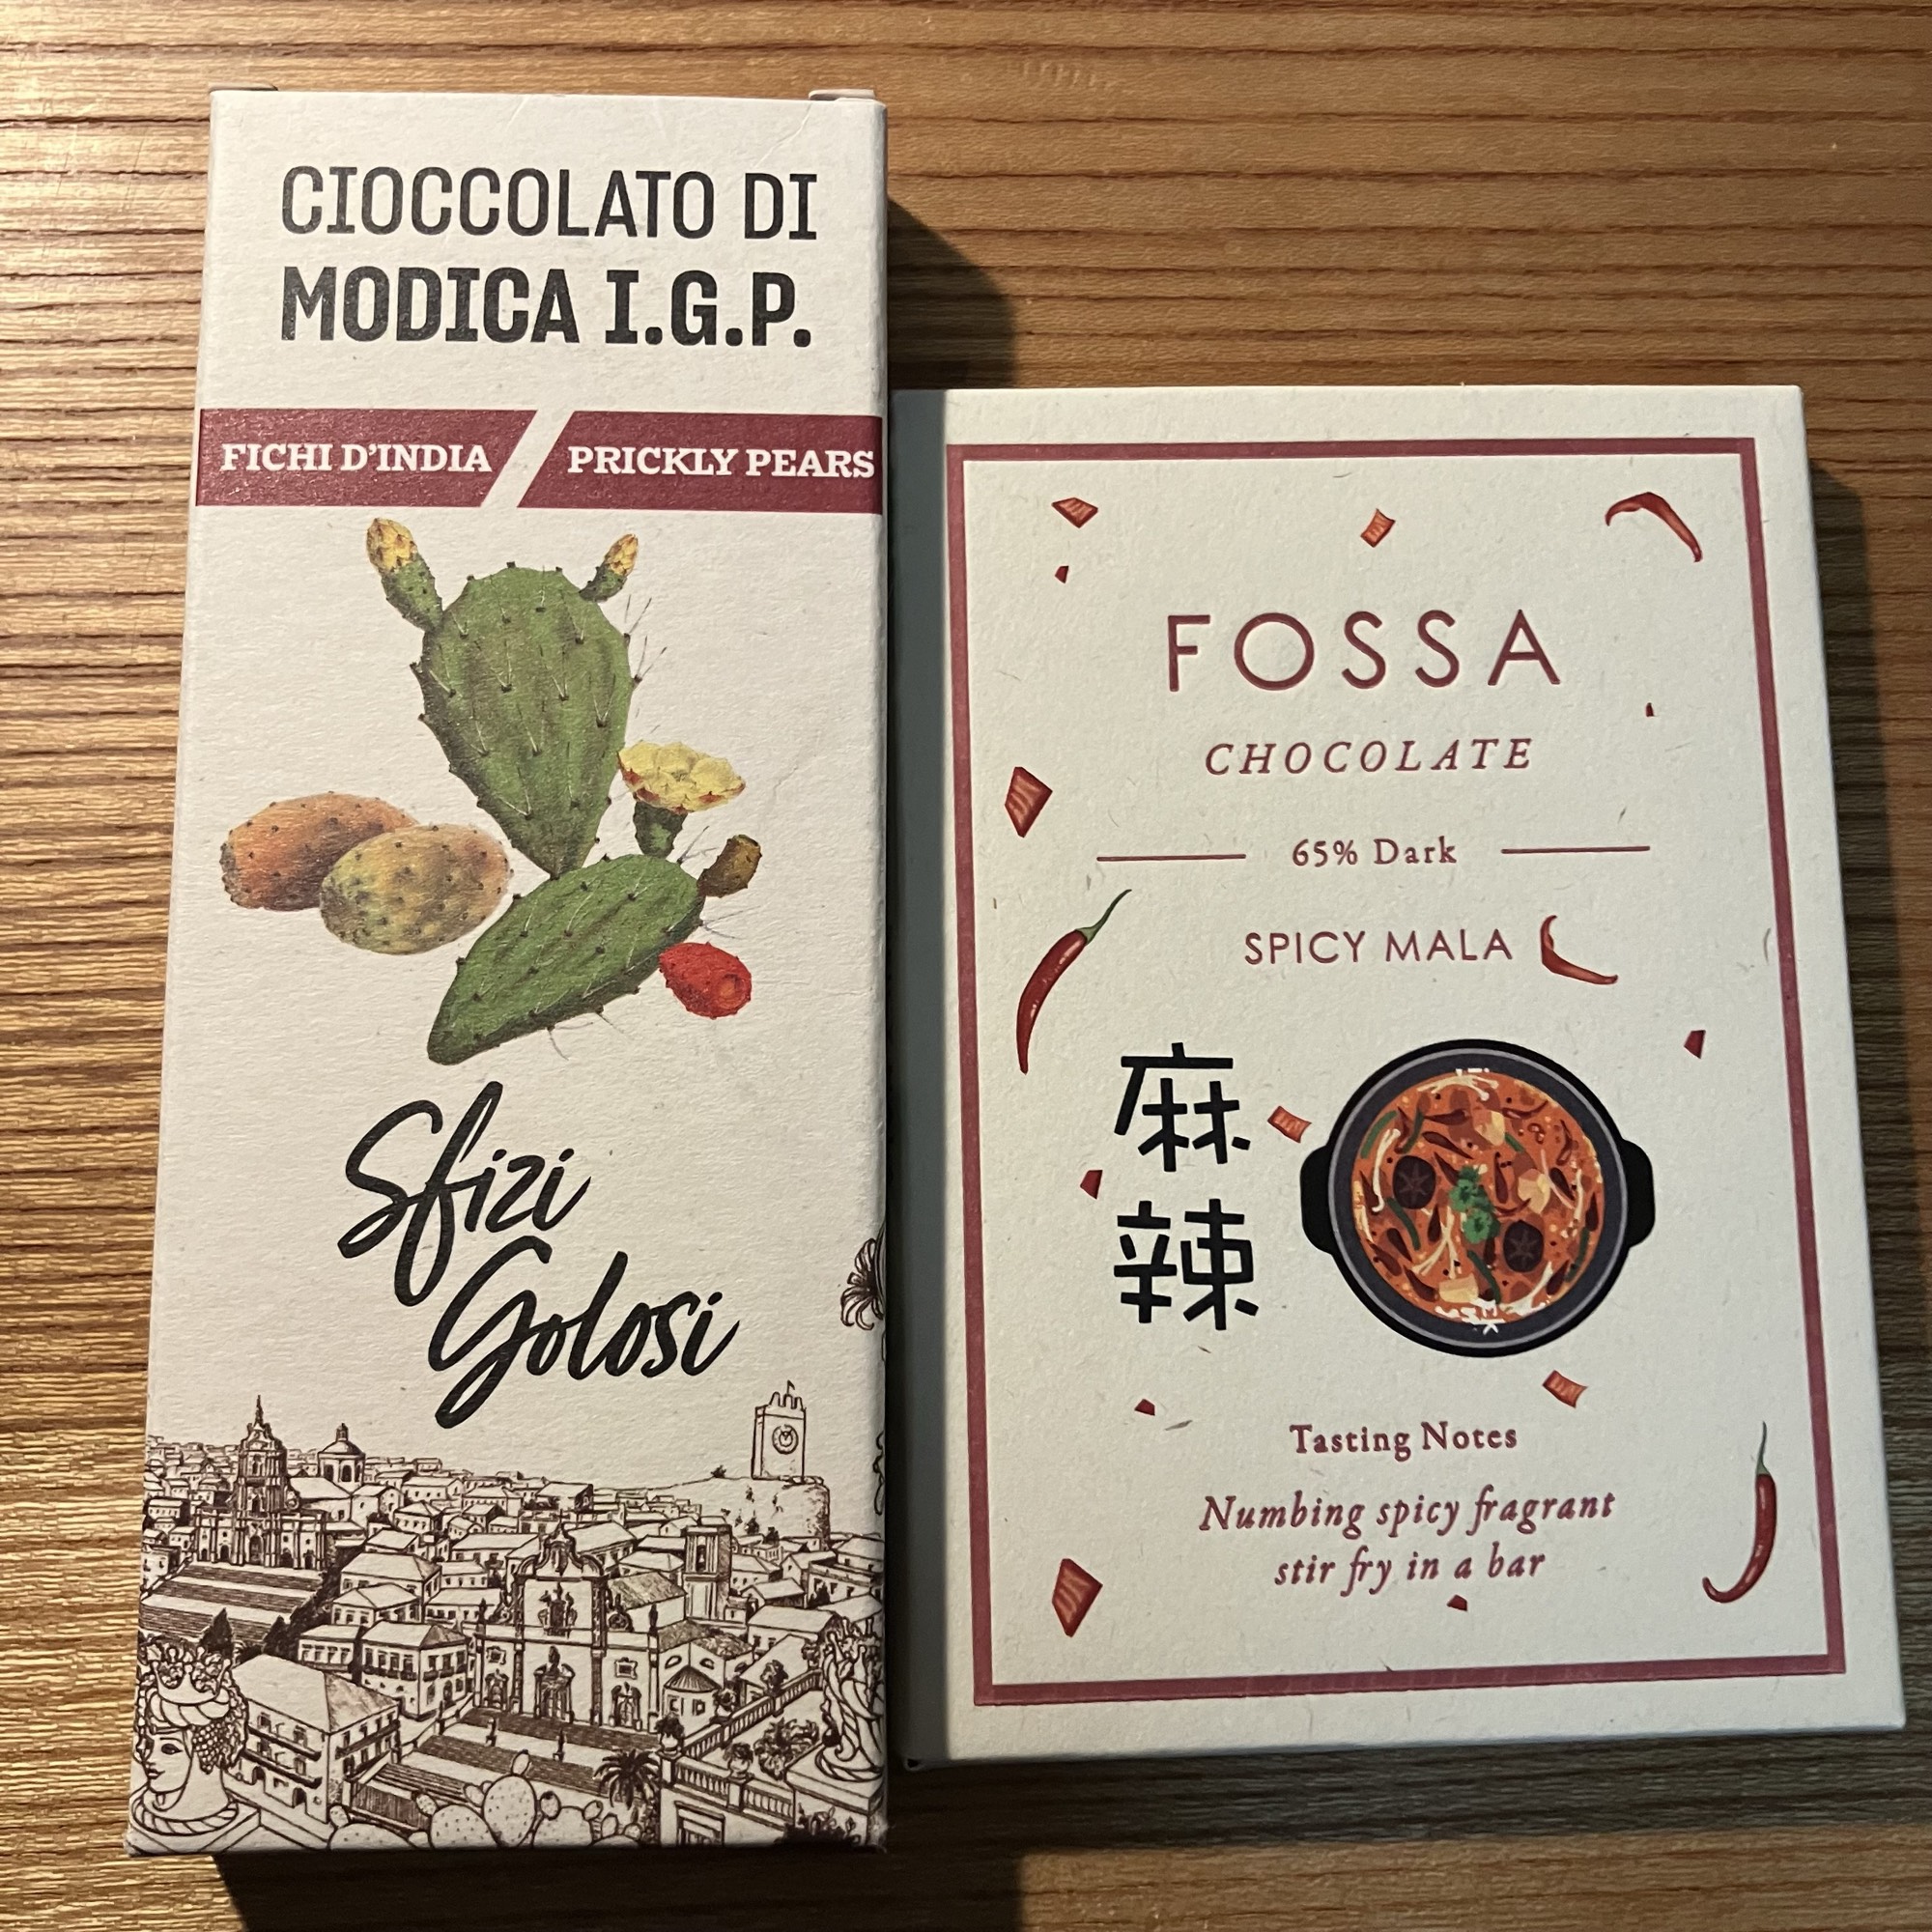 CIOCCOLATO DI
MODICA I.G.P.
FICHI D'INDIA
PRICKLY PEARS
Sfizi
Golosi
FOSSA
CHOCOLATE
65% Dark
SPICY MALA
麻
辣
Tasting Notes
Numbing spicy fragrant
stir fry in a bar